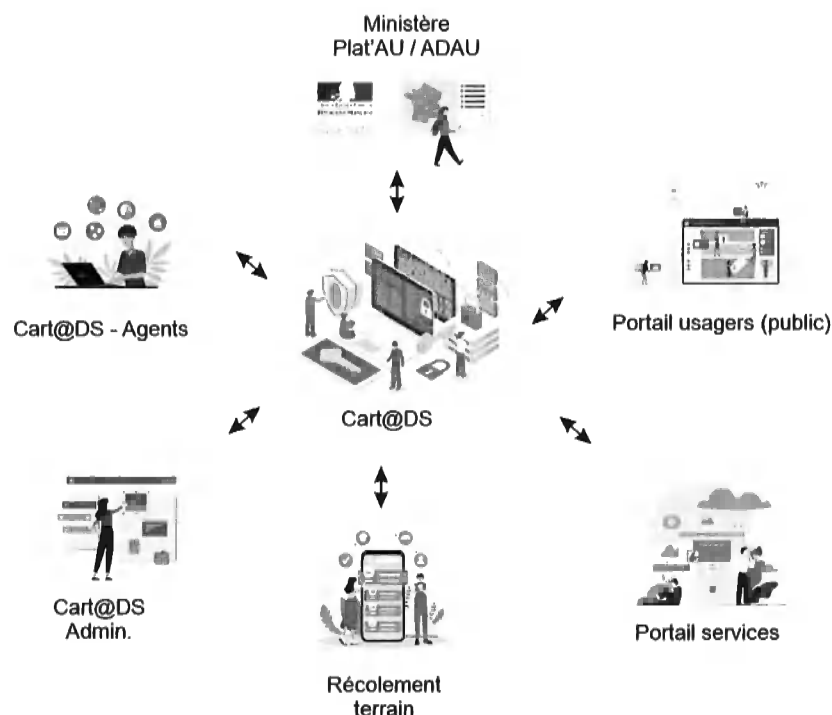 Ministère
Plat'AU / ADAU
Cart@DS - Agents
Portail usagers (public)
Cart@DS
Cart@DS
Admin.
Portail services
Récolement
terrain